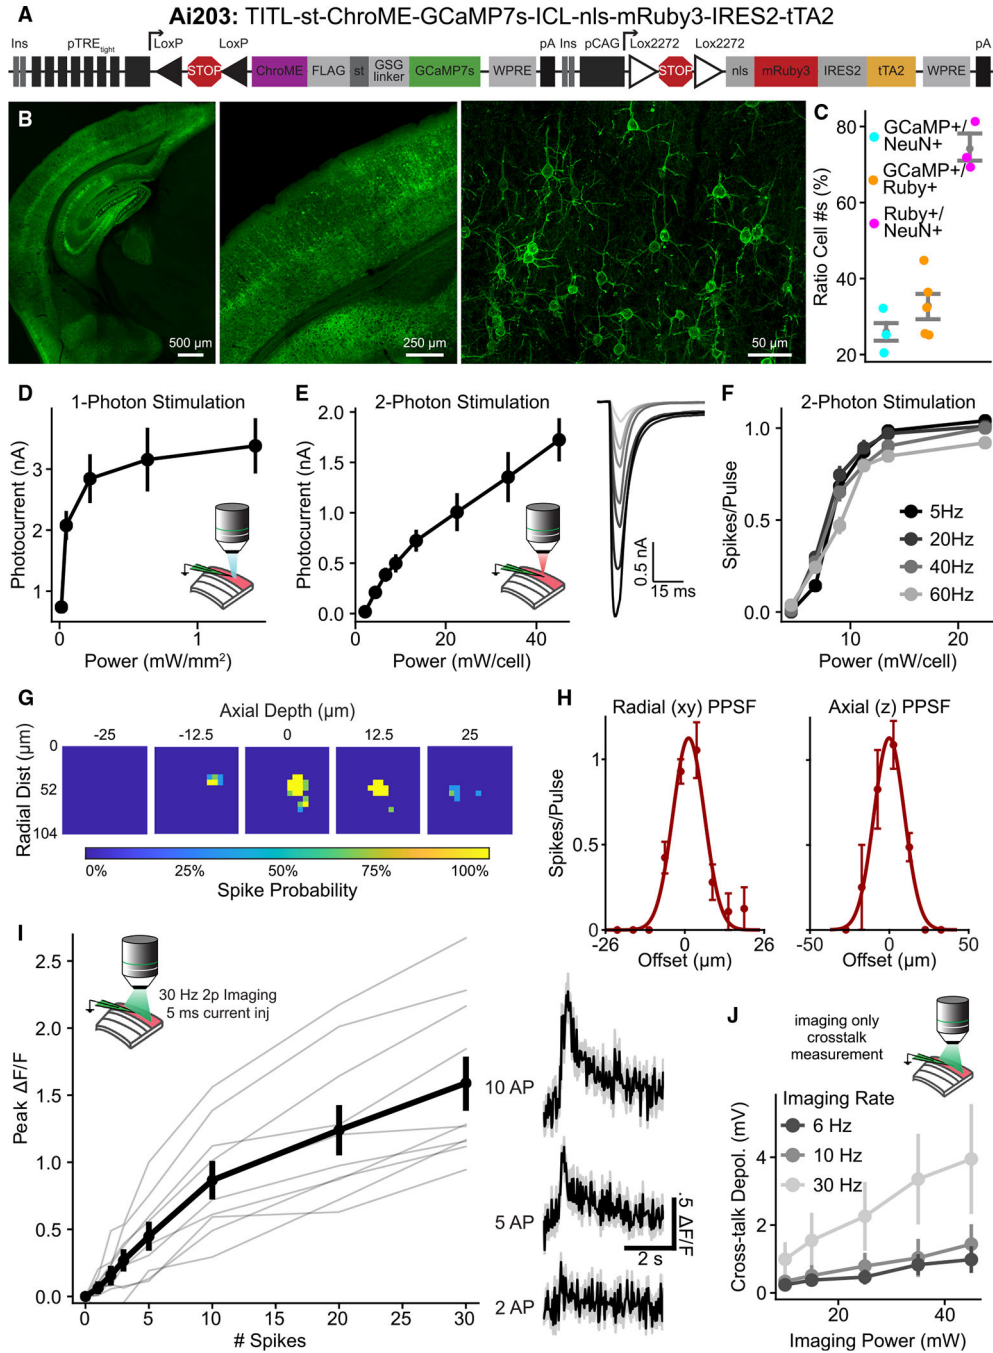 A
Ai203: TITL-st-ChroME-GCaMP7s-ICL-nls-mRuby3-IRES2-tTA2
Ins pTREtight LoxP LoxP pA Ins pCAG Lox2272 Lox2272 pA
STOP ChroME FLAG st GSG linker GCaMP7s WPRE STOP nls mRuby3 IRES2 tTA2 WPRE
B
500 µm
250 µm
50 µm
C
Ratio Cell #s (%)
80
60
40
20
GCaMP+/
NeuN+
GCaMP+/
Ruby+
Ruby+/
NeuN+
D
1-Photon Stimulation
Photocurrent (nA)
3
2
1
0 1
Power (mW/mm²)
E
2-Photon Stimulation
Photocurrent (nA)
2.0
1.5
1.0
0.5
0.0
0 20 40
Power (mW/cell)
0.5 nA
15 ms
F
2-Photon Stimulation
Spikes/Pulse
1.0
0.5
0.0
5Hz
20Hz
40Hz
60Hz
10 20
Power (mW/cell)
G
Axial Depth (µm)
-25 -12.5 0 12.5 25
Radial Dist (µm)
0
52
104
0% 25% 50% 75% 100%
Spike Probability
H
Radial (xy) PPSF
Axial (z) PPSF
Spikes/Pulse
1
0.5
0
-26 0 26
Offset (µm)
-50 0 50
Offset (µm)
I
30 Hz 2p Imaging
5 ms current inj
Peak ΔF/F
2.5
2.0
1.5
1.0
0.5
0.0
0 5 10 15 20 25 30
# Spikes
10 AP
5 AP
2 AP
.5 ΔF/F
2 s
J
imaging only
crosstalk
measurement
Imaging Rate
6 Hz
10 Hz
30 Hz
Cross-talk Depol. (mV)
4
2
0
20 40
Imaging Power (mW)